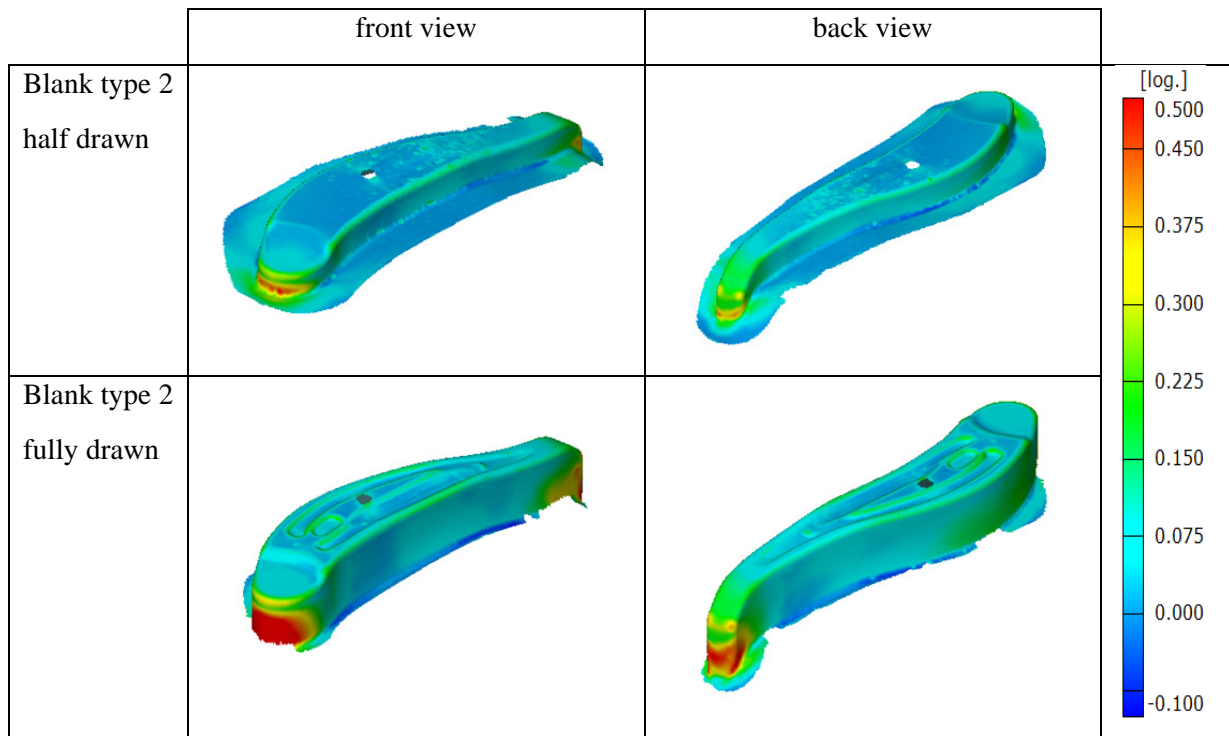 front view
back view
Blank type 2
half drawn
Blank type 2
fully drawn
[log.]
0.500
0.450
0.375
0.300
0.225
0.150
0.075
0.000
-0.100